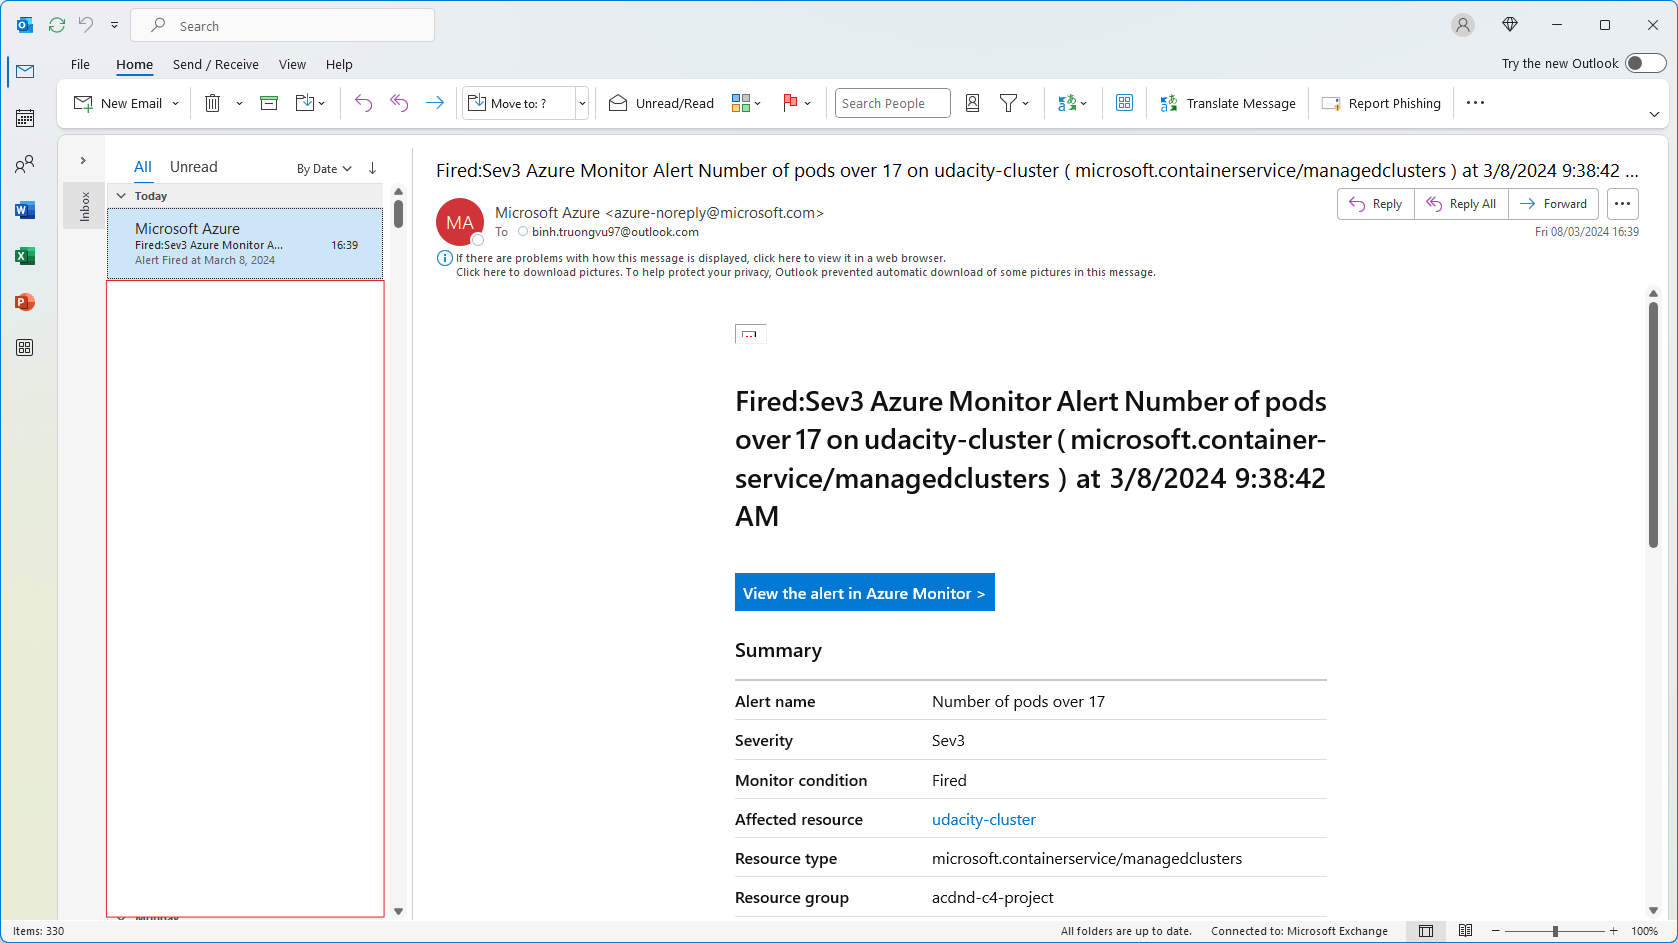 Search
File
Home
Send / Receive
View
Help
Try the new Outlook
New Email
Move to: ?
Unread/Read
Search People
Translate Message
Report Phishing
Inbox
All
Unread
By Date
Today
Microsoft Azure
Fired:Sev3 Azure Monitor A...
16:39
Alert Fired at March 8, 2024
Fired:Sev3 Azure Monitor Alert Number of pods over 17 on udacity-cluster ( microsoft.containerservice/managedclusters ) at 3/8/2024 9:38:42 ...
MA
Microsoft Azure <azure-noreply@microsoft.com>
To binh.truongvu97@outlook.com
Reply
Reply All
Forward
Fri 08/03/2024 16:39
If there are problems with how this message is displayed, click here to view it in a web browser.
Click here to download pictures. To help protect your privacy, Outlook prevented automatic download of some pictures in this message.
Fired:Sev3 Azure Monitor Alert Number of pods
over 17 on udacity-cluster ( microsoft.container-
service/managedclusters ) at 3/8/2024 9:38:42
AM
View the alert in Azure Monitor >
Summary
Alert name Number of pods over 17
Severity Sev3
Monitor condition Fired
Affected resource udacity-cluster
Resource type microsoft.containerservice/managedclusters
Resource group acdnd-c4-project
Items: 330
All folders are up to date.
Connected to: Microsoft Exchange
100%